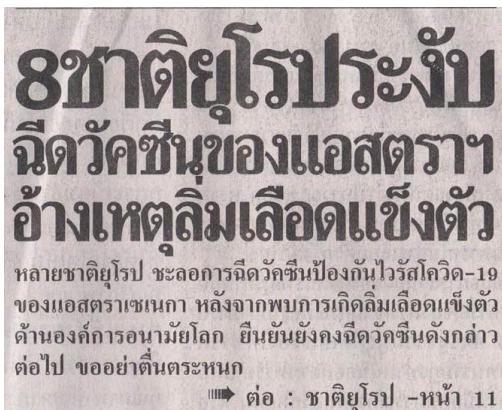 8ชาติยุโรประงับ
ฉีดวัคซีนของแอสตราฯ
อ้างเหตุลิ่มเลือดแข็งตัว
หลายชาติยุโรป ชะลอการฉีดวัคซีนป้องกันไวรัสโควิด-19
ของแอสตราเซเนกา หลังจากพบการเกิดลิ่มเลือดแข็งตัว
ด้านองค์การอนามัยโลก ยืนยันยังคงฉีดวัคซีนดังกล่าว
ต่อไป ขออย่าตื่นตระหนก
➠ ต่อ : ชาติยุโรป -หน้า 11